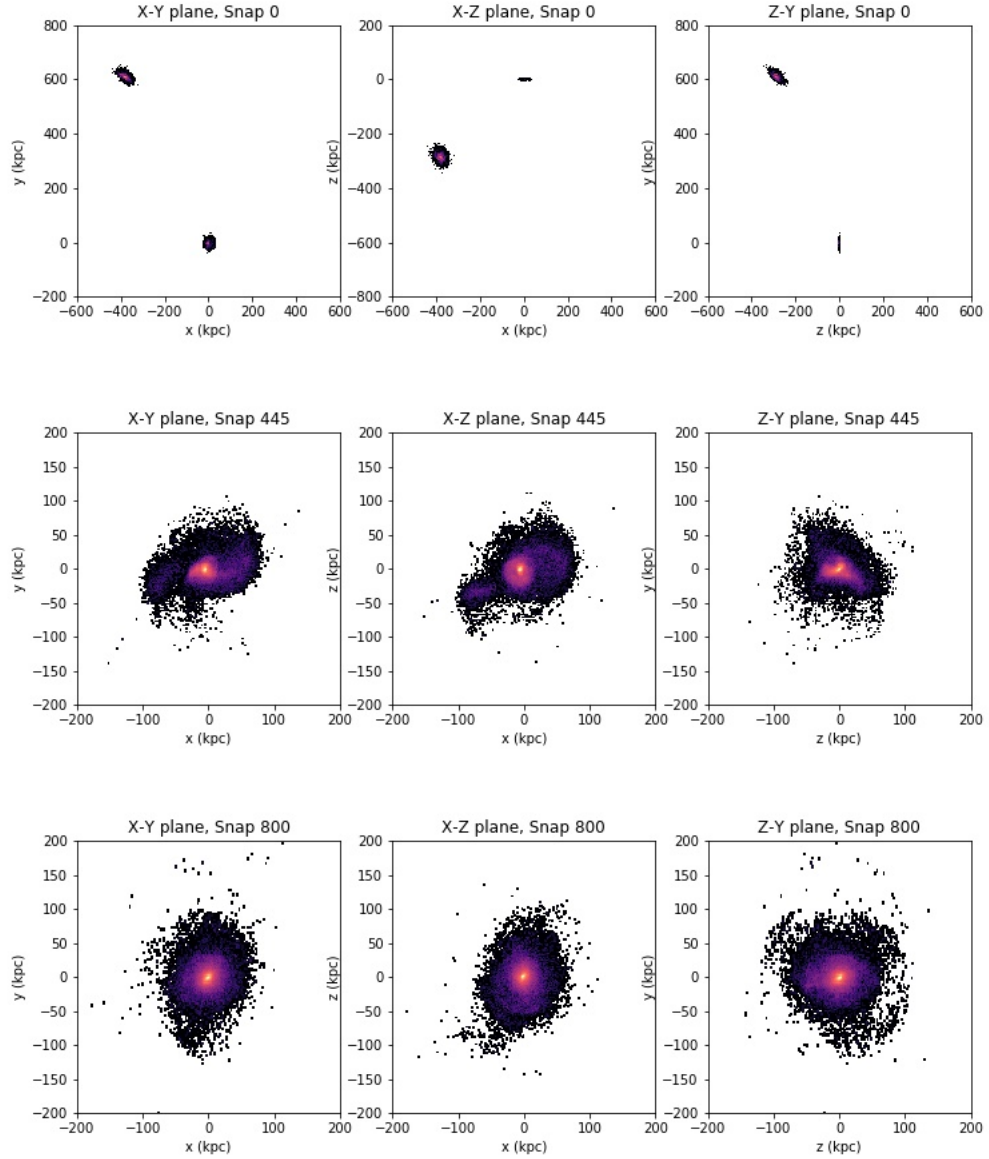 X-Y plane, Snap 0 X-Z plane, Snap 0 Z-Y plane, Snap 0
800 200 800
600 0 600
400 −200 400
y (kpc) z (kpc) y (kpc)
200 −400 200
0 −600 0
−200 −800 −200
−600 −400 −200 0 200 400 600 −600 −400 −200 0 200 400 600 −600 −400 −200 0 200 400 600
x (kpc) x (kpc) z (kpc)
X-Y plane, Snap 445 X-Z plane, Snap 445 Z-Y plane, Snap 445
200 200 200
150 150 150
100 100 100
50 50 50
y (kpc) z (kpc) y (kpc)
0 0 0
−50 −50 −50
−100 −100 −100
−150 −150 −150
−200 −200 −200
−200 −100 0 100 200 −200 −100 0 100 200 −200 −100 0 100 200
x (kpc) x (kpc) z (kpc)
X-Y plane, Snap 800 X-Z plane, Snap 800 Z-Y plane, Snap 800
200 200 200
150 150 150
100 100 100
50 50 50
y (kpc) z (kpc) y (kpc)
0 0 0
−50 −50 −50
−100 −100 −100
−150 −150 −150
−200 −200 −200
−200 −100 0 100 200 −200 −100 0 100 200 −200 −100 0 100 200
x (kpc) x (kpc) z (kpc)